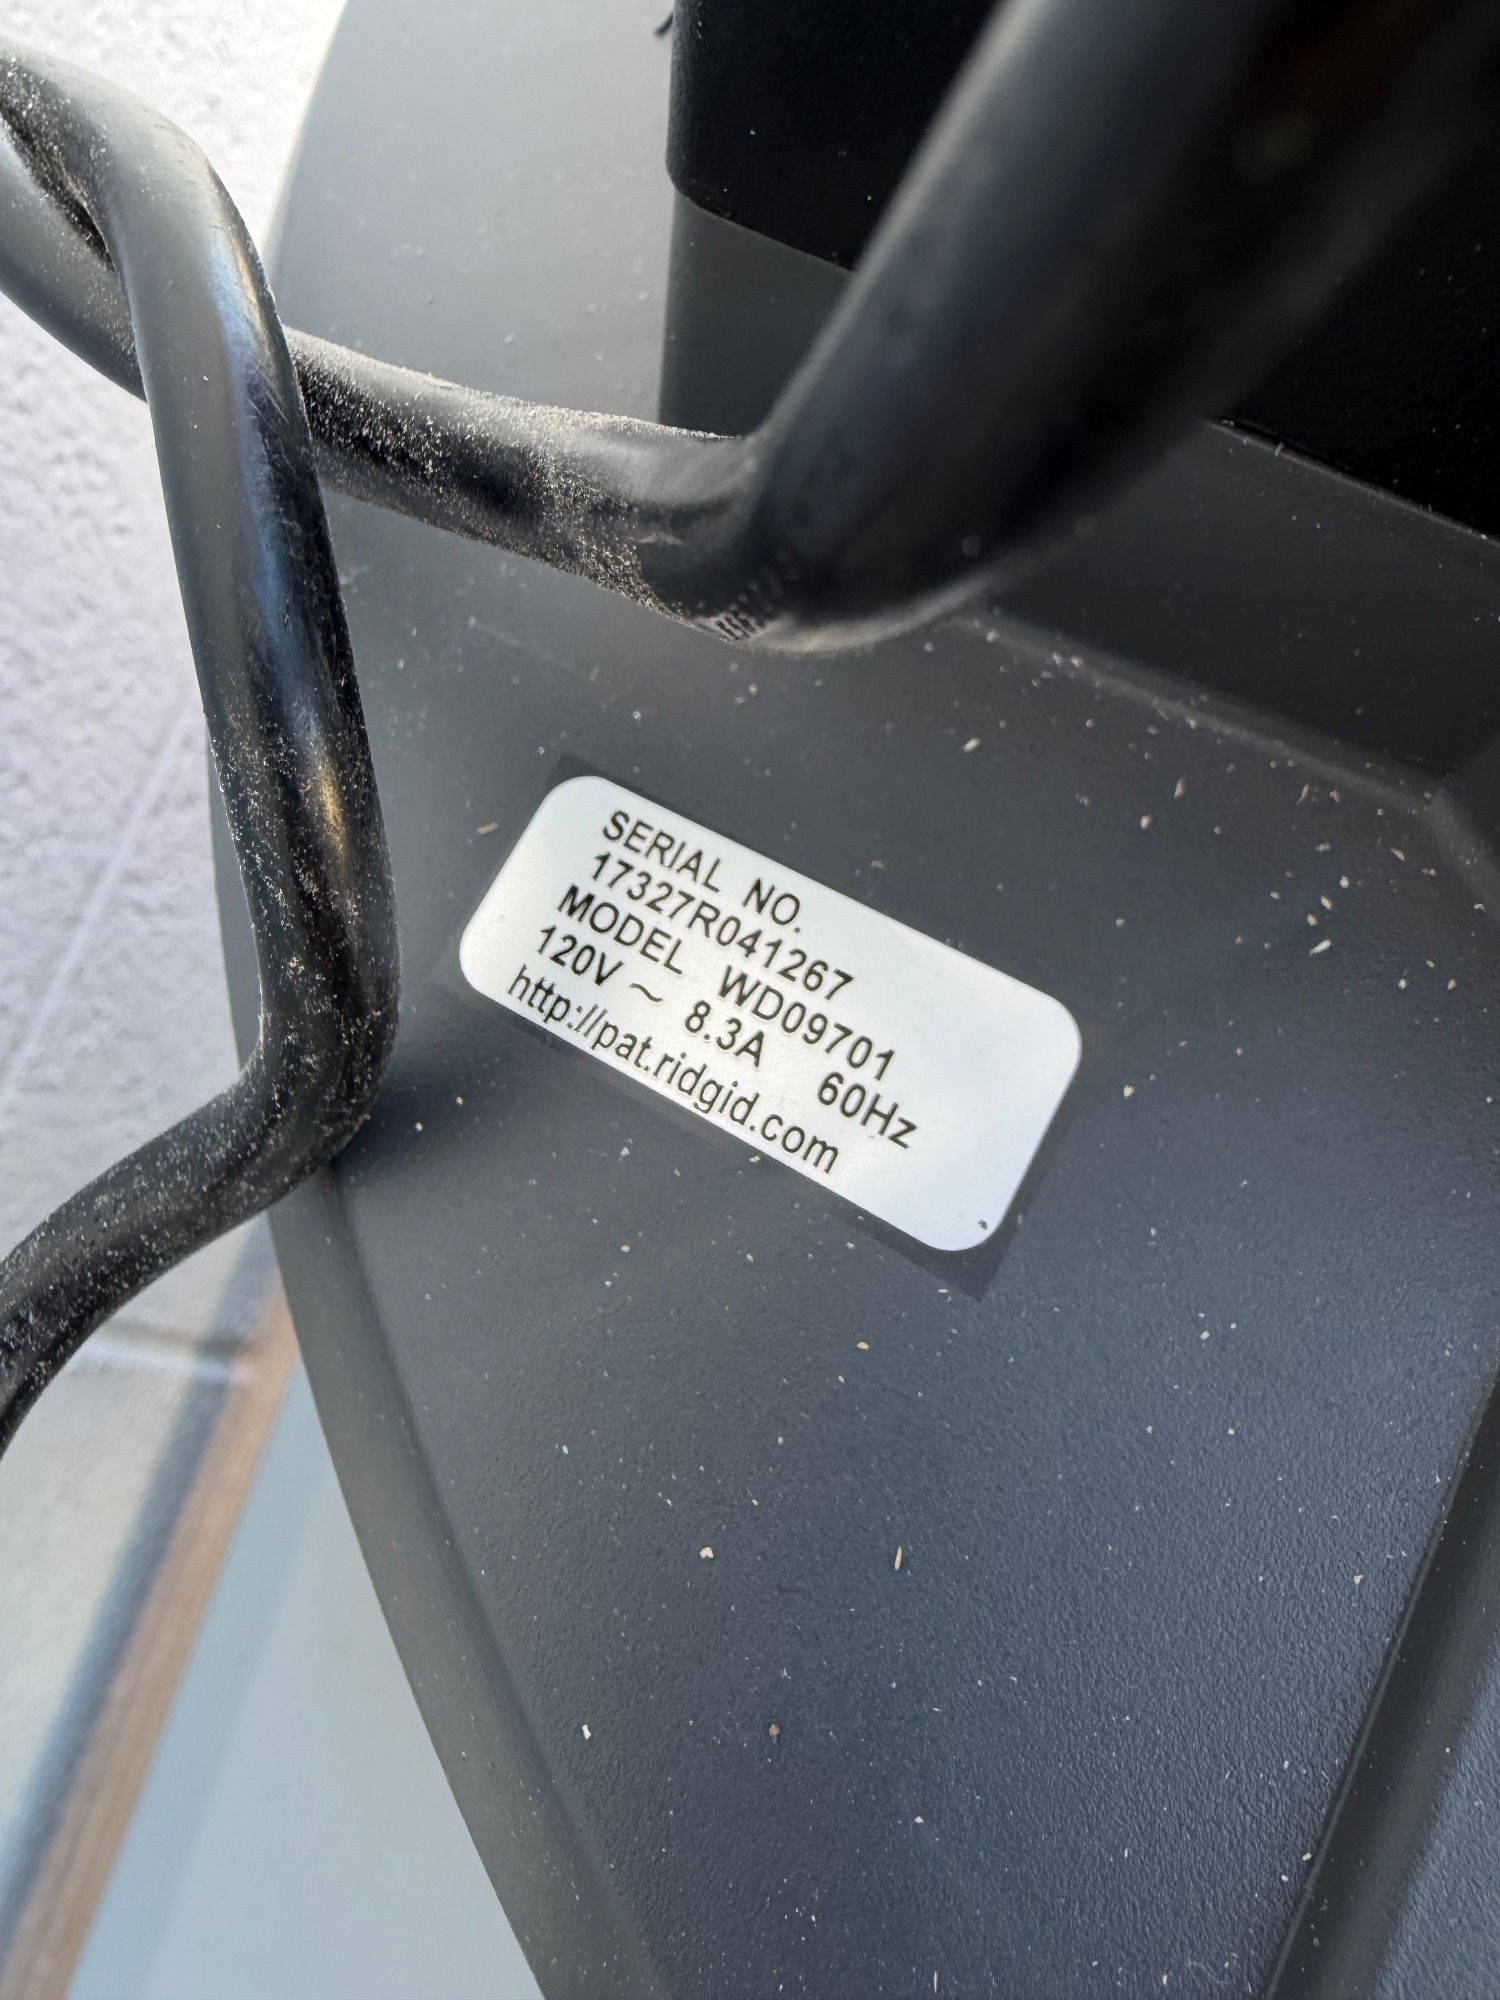 SERIAL NO.
17327R041267
MODEL WD09701
120V ~ 8.3A 60Hz
http://pat.ridgid.com